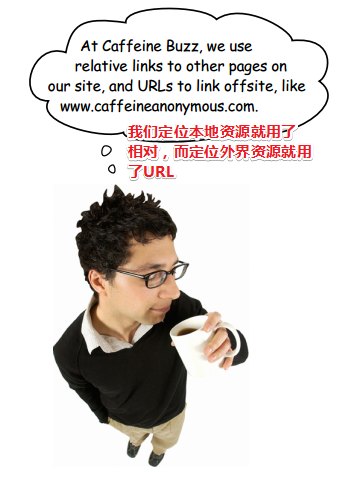 At Caffeine Buzz, we use
relative links to other pages on
our site, and URLs to link offsite, like
www.caffeineanonymous.com.
我们定位本地资源就用了
相对，而定位外界资源就用
了URL